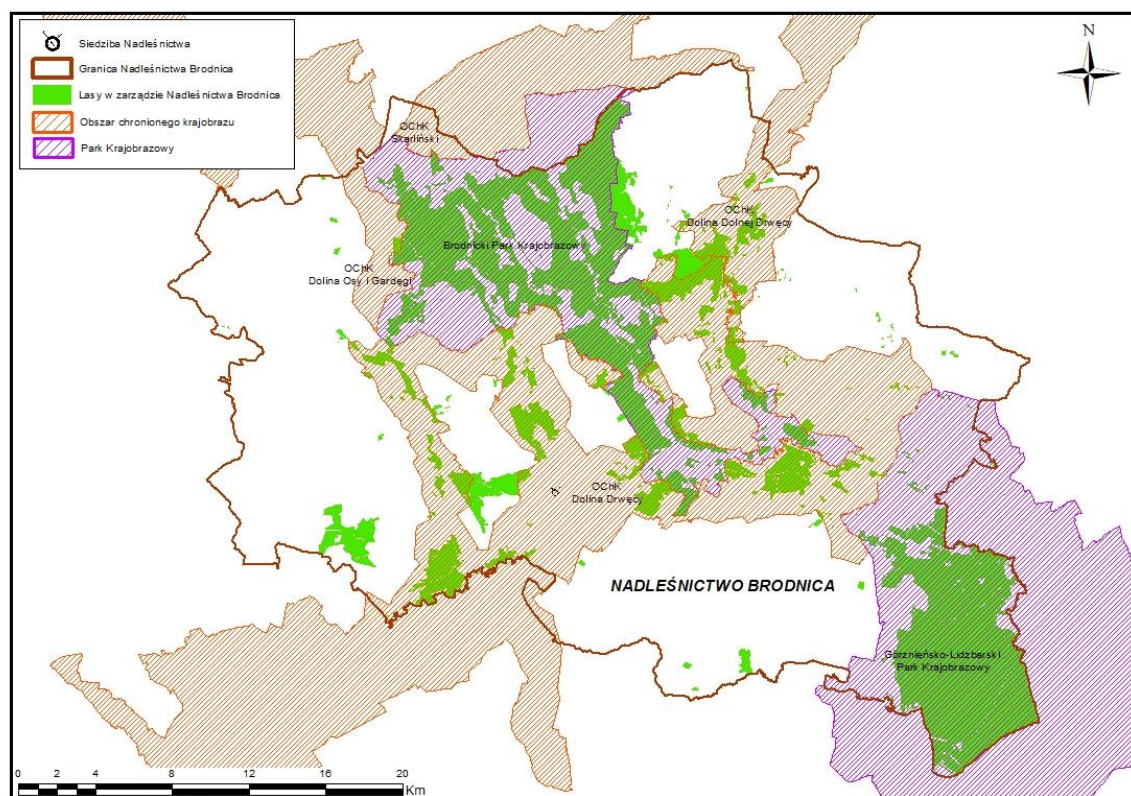 Siedziba Nadleśnictwa
Granica Nadleśnictwa Brodnica
Lasy w zarządzie Nadleśnictwa Brodnica
Obszar chronionego krajobrazu
Park Krajobrazowy
N
OChK
Skarliński
OChK
Dolina Dolnej Drwęcy
Brodnicki Park Krajobrazowy
OChK
Dolina Osy i Gardęgi
OChK
Dolina Drwęcy
NADLEŚNICTWO BRODNICA
Górznieńsko-Lidzbarski
Park Krajobrazowy
0 2 4 8 12 16 20
Km